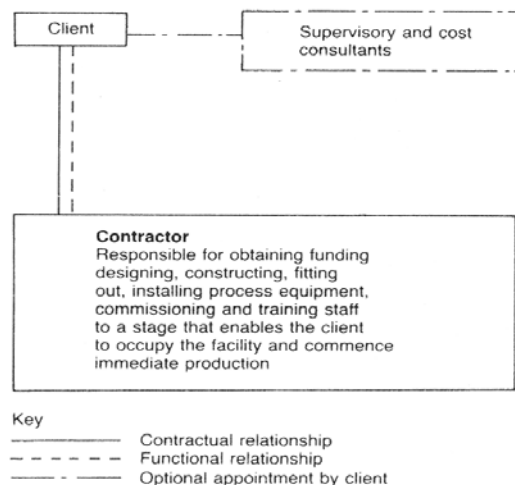 Client
Supervisory and cost
consultants
Contractor
Responsible for obtaining funding
designing, constructing, fitting
out, installing process equipment,
commissioning and training staff
to a stage that enables the client
to occupy the facility and commence
immediate production
Key
Contractual relationship
Functional relationship
Optional appointment by client